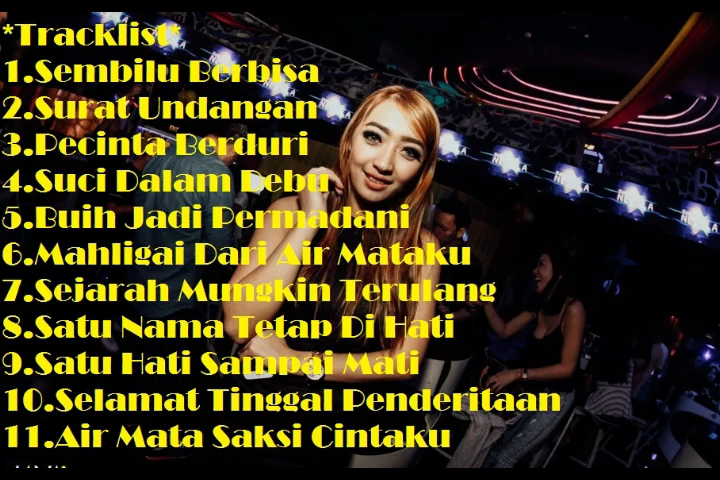 *Tracklist*
1.Sembilu Berbisa
2.Surat Undangan
3.Pecinta Berduri
4.Suci Dalam Debu
5.Buih Jadi Permadani
6.Mahligai Dari Air Mataku
7.Sejarah Mungkin Terulang
8.Satu Nama Tetap Di Hati
9.Satu Hati Sampai Mati
10.Selamat Tinggal Penderitaan
11.Air Mata Saksi Cintaku